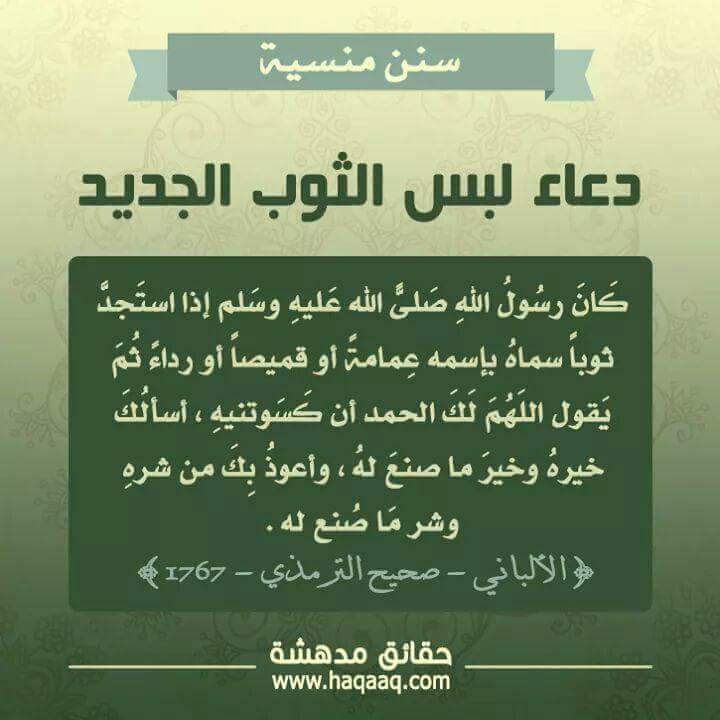 سنن منسية
دعاء لبس الثوب الجديد
كَانَ رسُولُ اللهِ صَلىَّ الله عَليهِ وسَلم إذا استَجدَّ
ثوباً سماهُ بإسمه عِمامةً أو قميصاً أو رداءً ثُمَ
يَقول اللَهُمَ لَكَ الحمد أن كَسَوتنيهِ ، أسألُكَ
خيرهُ وخيرَ ما صنعَ لهُ ، وأعوذُ بِكَ من شرهِ
وشر مَا صُنع له .
﴿ الألباني – صحيح الترمذي – 1767 ﴾
حقائق مدهشة
www.haqaaq.com